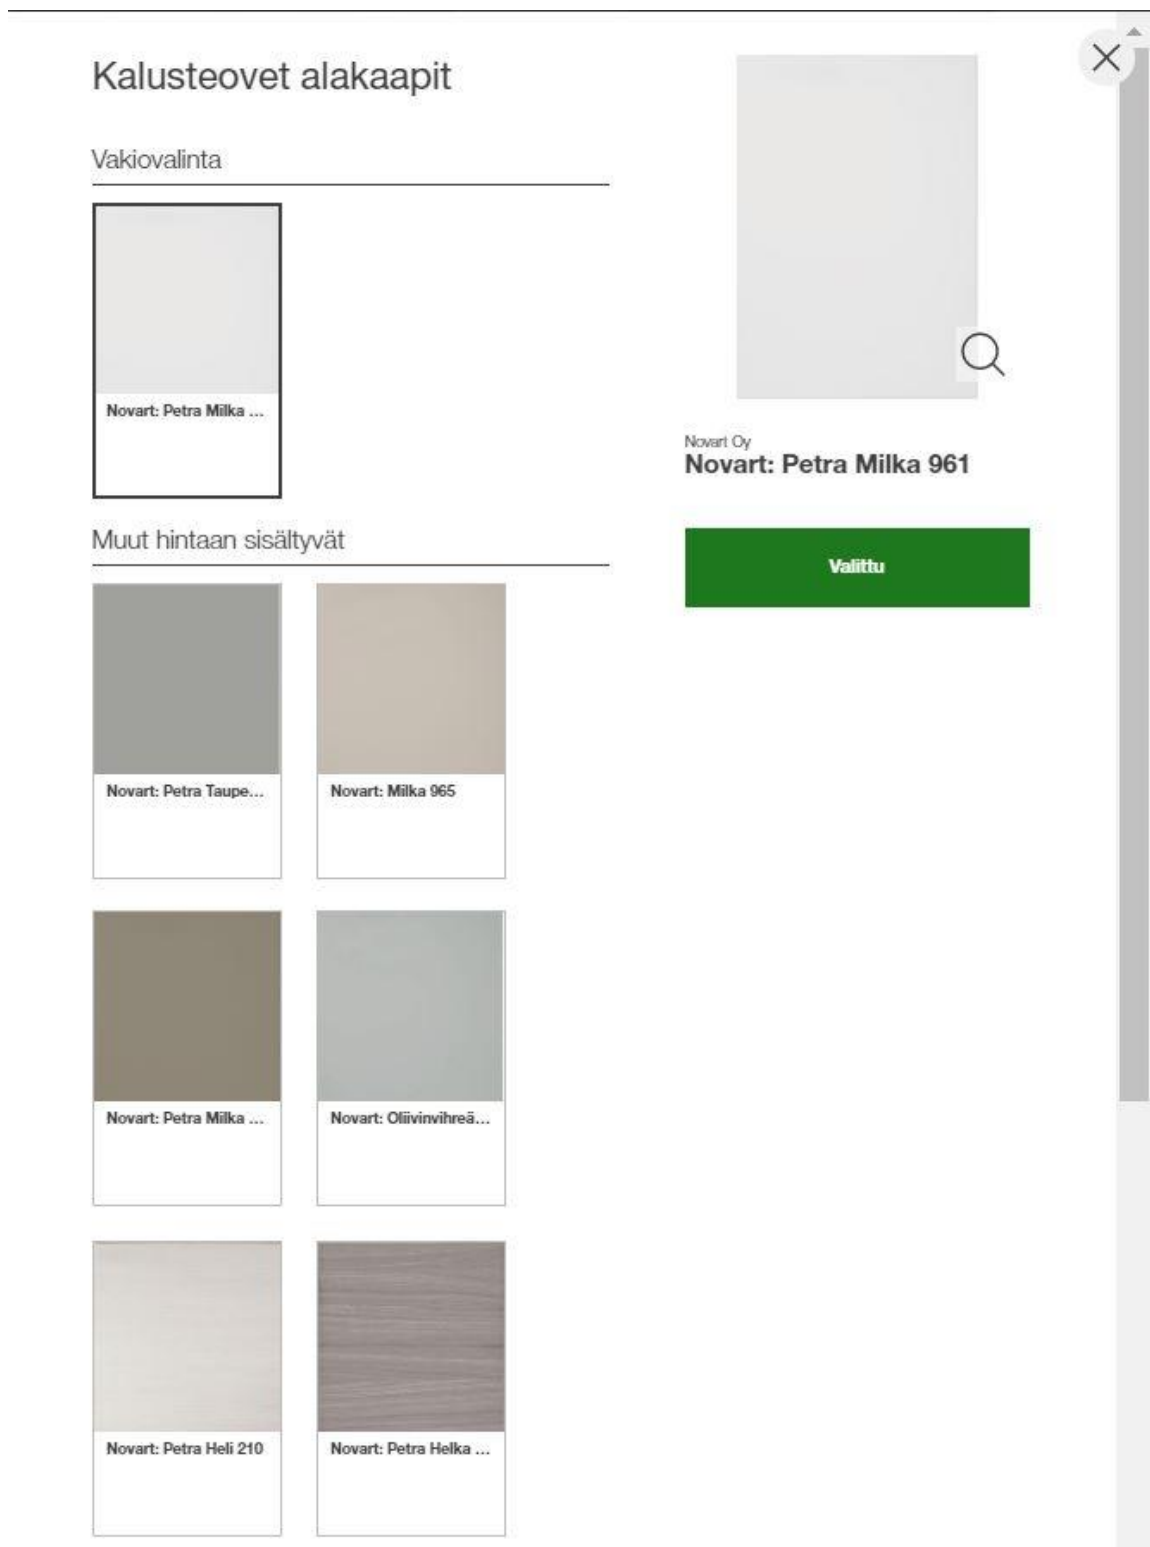 Kalusteovet alakaapit
Vakiovalinta
Novart: Petra Milka ...
Novart Oy
Novart: Petra Milka 961
Valittu
Muut hintaan sisältyvät
Novart: Petra Taupe...
Novart: Milka 965
Novart: Petra Milka ...
Novart: Oliivinvihreä...
Novart: Petra Heli 210
Novart: Petra Helka ...